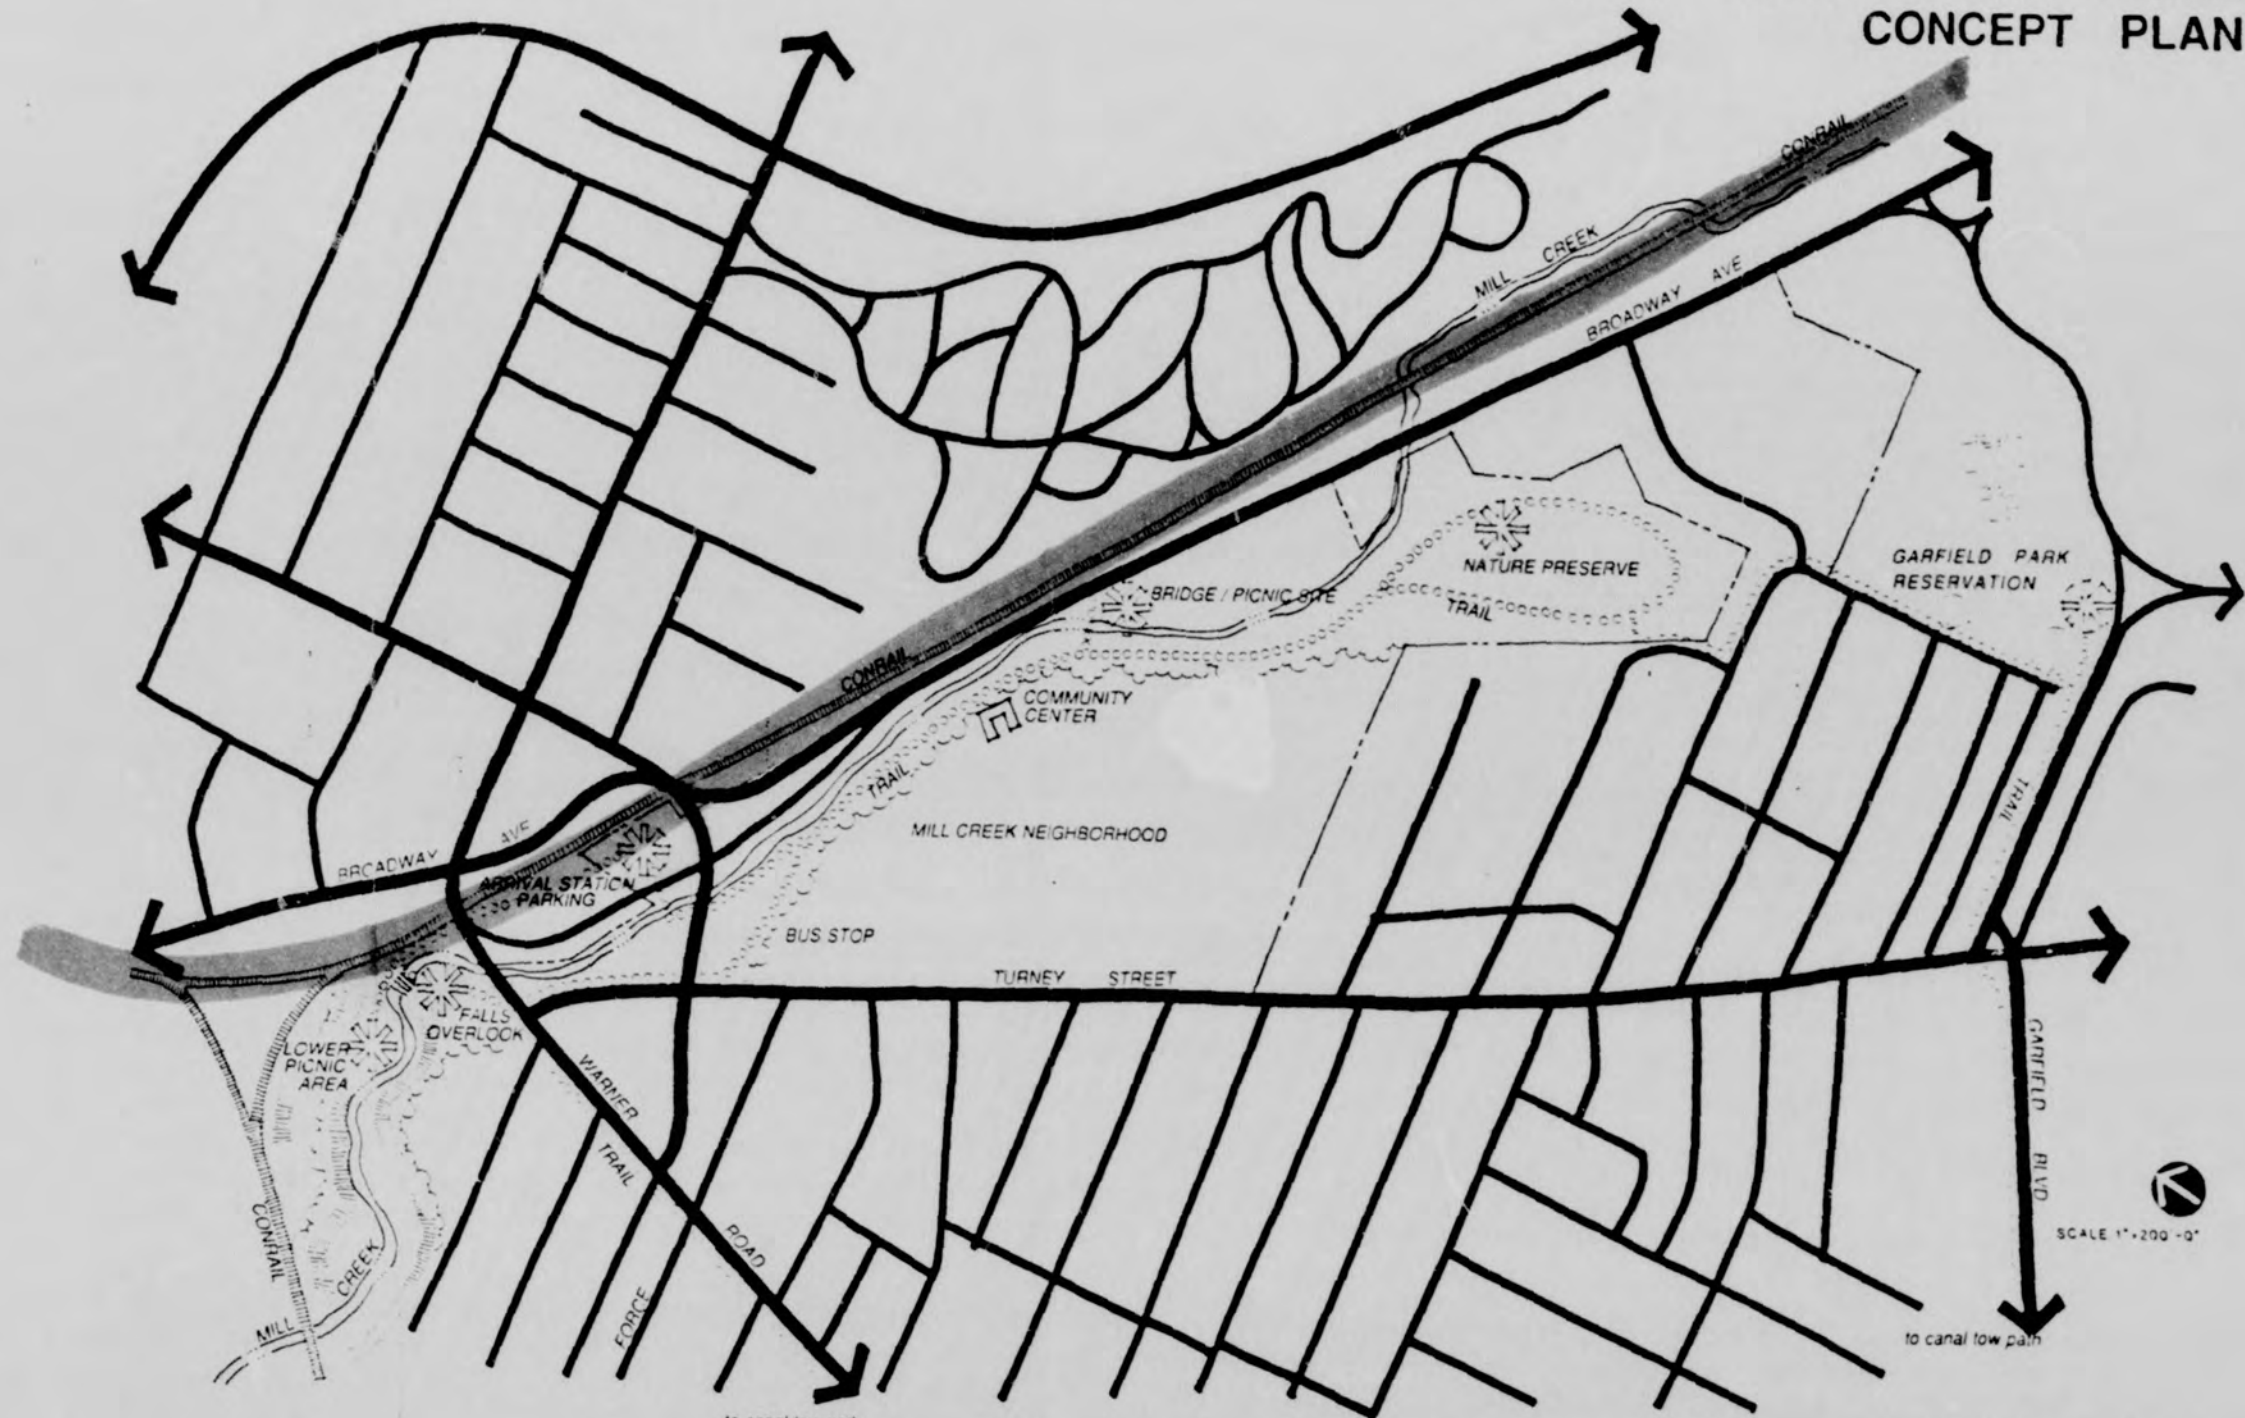 CONCEPT PLAN
CONRAIL
MILL CREEK
BROADWAY AVE
GARFIELD PARK
RESERVATION
NATURE PRESERVE
BRIDGE / PICNIC SITE
TRAIL
CONRAIL
COMMUNITY
CENTER
TRAIL
TRAIL
MILL CREEK NEIGHBORHOOD
BROADWAY AVE
ARRIVAL STATION
PARKING
BUS STOP
TURNEY STREET
FALLS
OVERLOOK
LOWER
PICNIC
AREA
WARNER ROAD
TRAIL
GARFIELD BLVD
CONRAIL
MILL CREEK
FORCE
SCALE 1"=200'-0"
to canal tow path